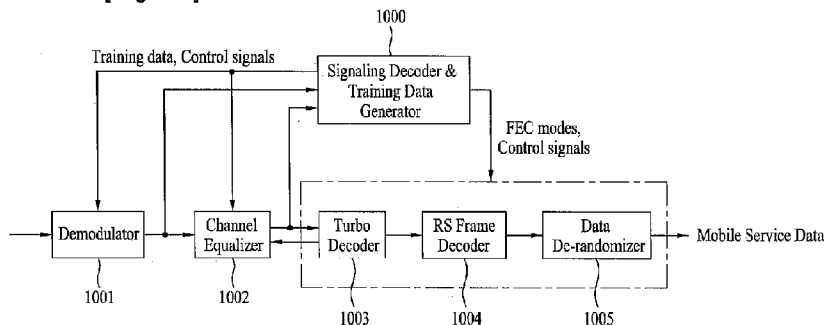 1000
Training data, Control signals
Signaling Decoder &
Training Data
Generator
FEC modes,
Control signals
Demodulator
Channel
Equalizer
Turbo
Decoder
RS Frame
Decoder
Data
De-randomizer
Mobile Service Data
1001
1002
1003
1004
1005